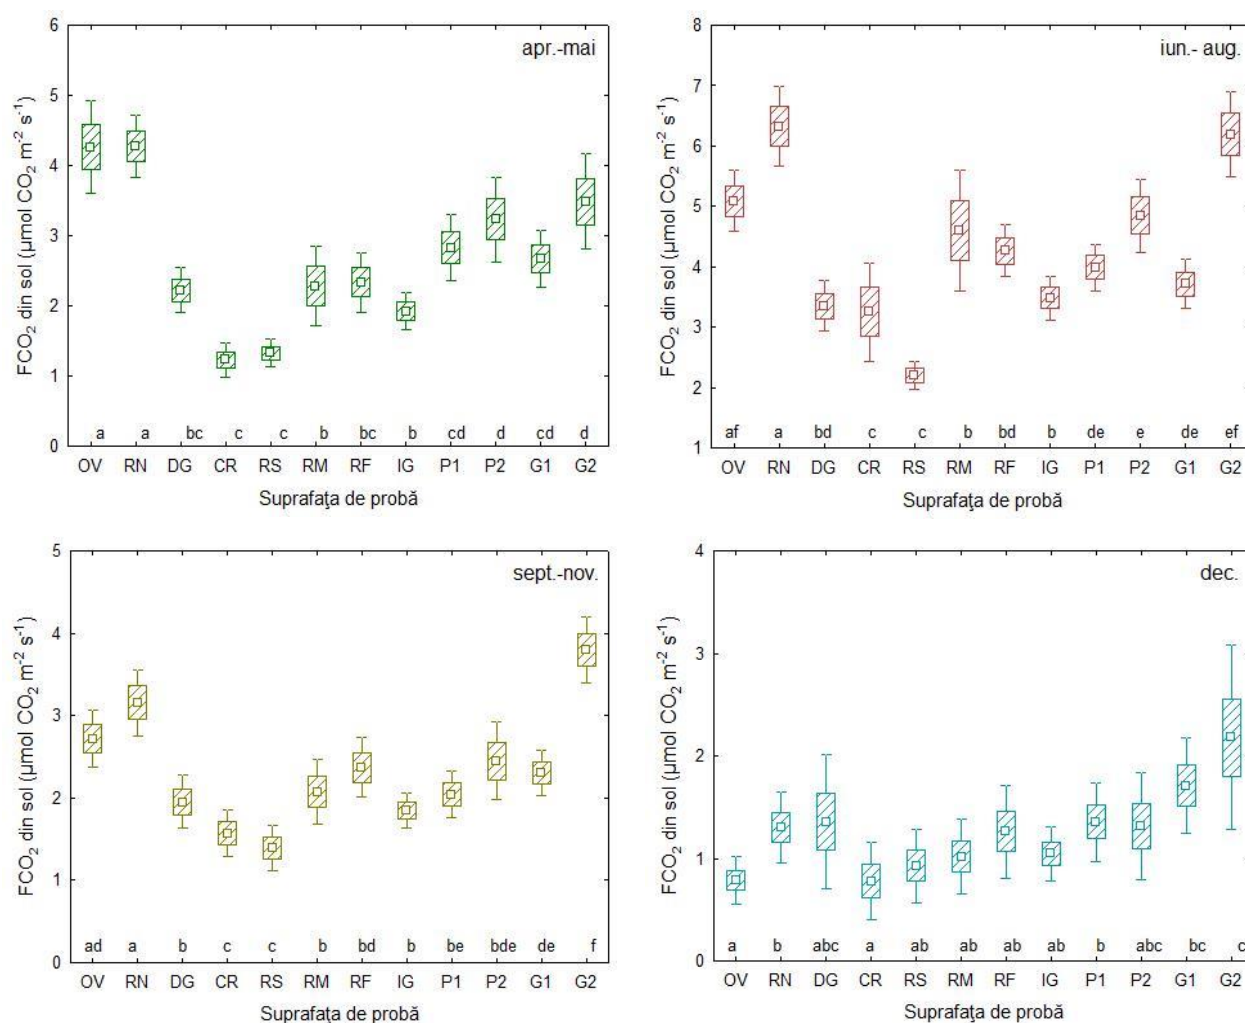 apr.-mai
FCO₂ din sol (µmol CO₂ m⁻² s⁻¹)
6
5
4
3
2
1
0
a a bc c c b bc b cd d cd d
OV RN DG CR RS RM RF IG P1 P2 G1 G2
Suprafaţa de probă
iun.- aug.
FCO₂ din sol (µmol CO₂ m⁻² s⁻¹)
8
7
6
5
4
3
2
1
af a bd c c b bd b de e de ef
OV RN DG CR RS RM RF IG P1 P2 G1 G2
Suprafaţa de probă
sept.-nov.
FCO₂ din sol (µmol CO₂ m⁻² s⁻¹)
5
4
3
2
1
0
ad a b c c b bd b be bde de f
OV RN DG CR RS RM RF IG P1 P2 G1 G2
Suprafaţa de probă
dec.
FCO₂ din sol (µmol CO₂ m⁻² s⁻¹)
4
3
2
1
0
a b abc a ab ab ab ab b abc bc c
OV RN DG CR RS RM RF IG P1 P2 G1 G2
Suprafaţa de probă